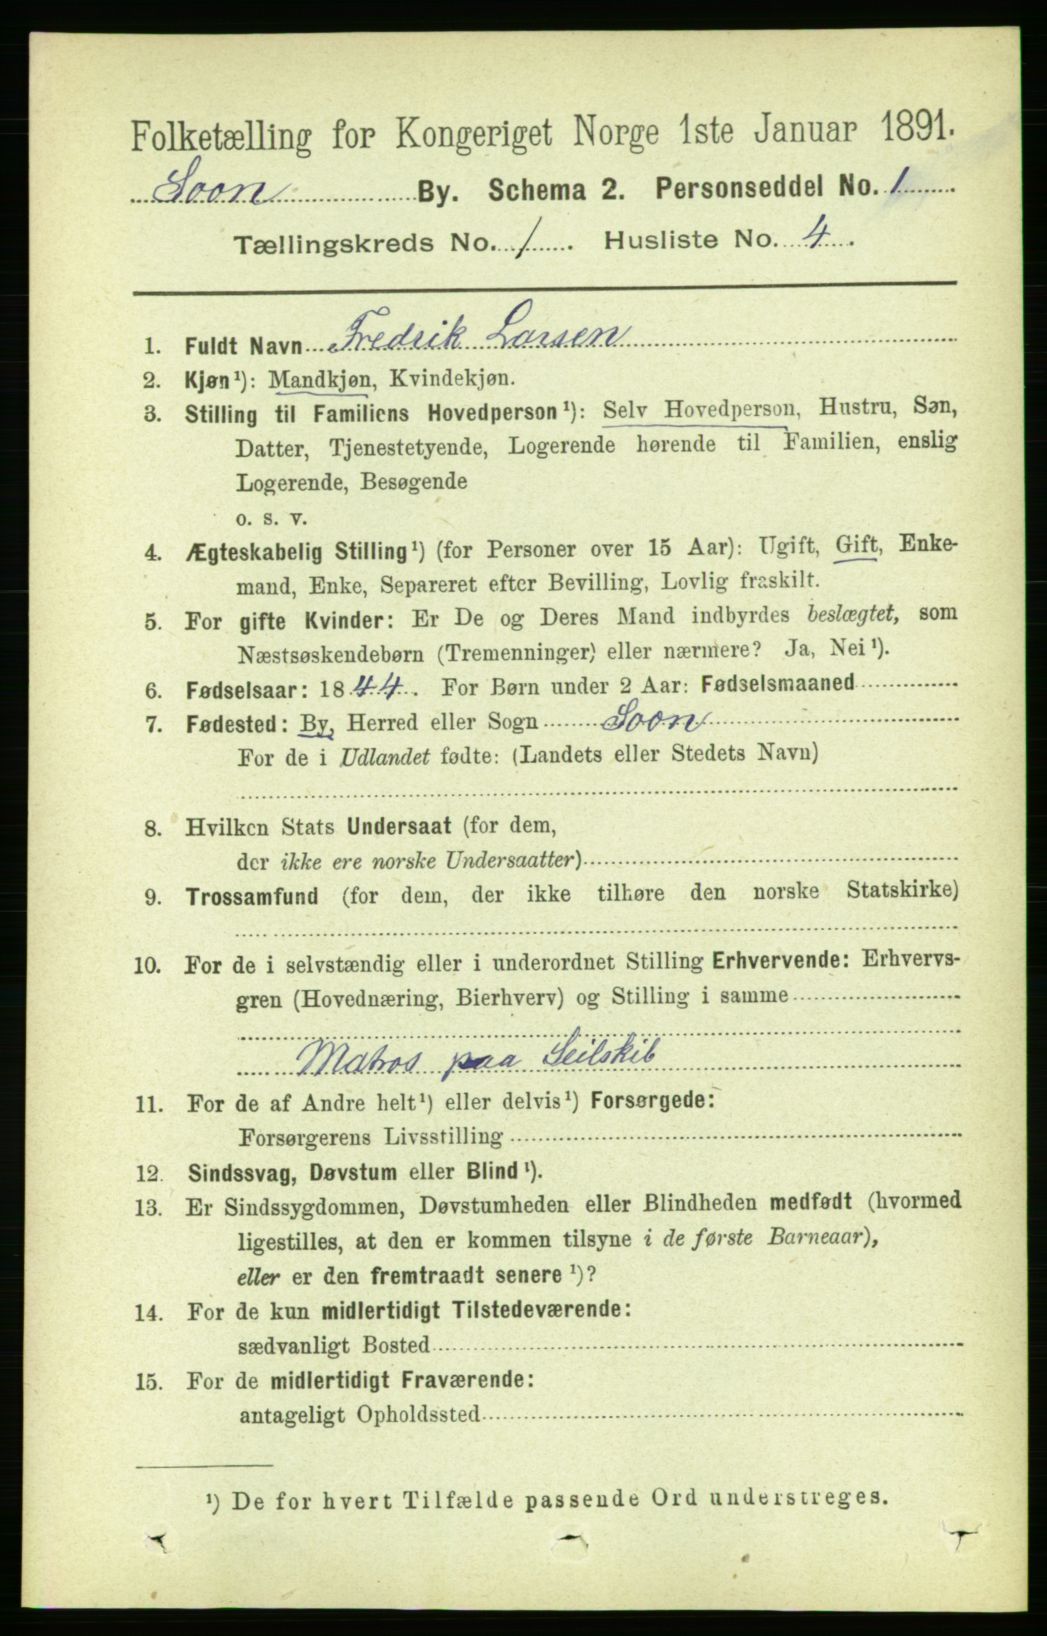 Folketælling for Kongeriget Norge 1ste Januar 1891.
Soon By. Schema 2. Personseddel No. 1
Tællingskreds No. 1. Husliste No. 4.
1. Fuldt Navn Fredrik Larsen
2. Kjøn¹): Mandkjøn, Kvindekjøn.
3. Stilling til Familiens Hovedperson¹): Selv Hovedperson, Hustru, Søn,
Datter, Tjenestetyende, Logerende hørende til Familien, enslig
Logerende, Besøgende
o. s. v.
4. Ægteskabelig Stilling¹) (for Personer over 15 Aar): Ugift, Gift, Enke-
mand, Enke, Separeret efter Bevilling, Lovlig fraskilt.
5. For gifte Kvinder: Er De og Deres Mand indbyrdes beslægtet, som
Næstsøskendebørn (Tremenninger) eller nærmere? Ja, Nei¹).
6. Fødselsaar: 1844. For Børn under 2 Aar: Fødselsmaaned
7. Fødested: By, Herred eller Sogn Soon
For de i Udlandet fødte: (Landets eller Stedets Navn)
8. Hvilken Stats Undersaat (for dem,
der ikke ere norske Undersaatter)
9. Trossamfund (for dem, der ikke tilhøre den norske Statskirke)
10. For de i selvstændig eller i underordnet Stilling Erhvervende: Erhvervs-
gren (Hovednæring, Bierhverv) og Stilling i samme
Matros paa Seilskib
11. For de af Andre helt¹) eller delvis¹) Forsørgede:
Forsørgerens Livsstilling
12. Sindssvag, Døvstum eller Blind¹).
13. Er Sindssygdommen, Døvstumheden eller Blindheden medfødt (hvormed
ligestilles, at den er kommen tilsyne i de første Barneaar),
eller er den fremtraadt senere¹)?
14. For de kun midlertidigt Tilstedeværende:
sædvanligt Bosted
15. For de midlertidigt Fraværende:
antageligt Opholdssted
¹) De for hvert Tilfælde passende Ord understreges.